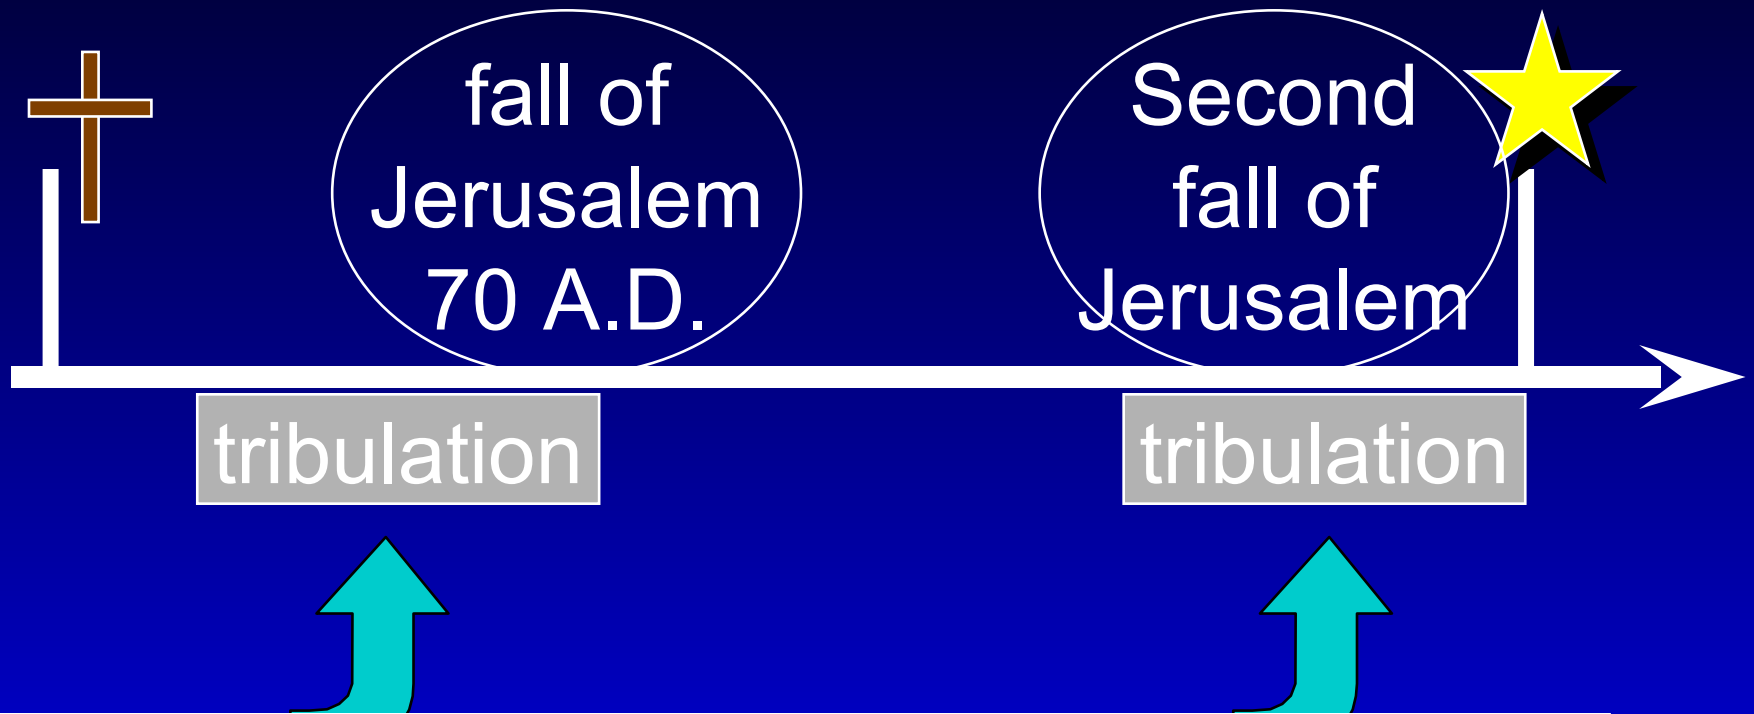 fall of
Jerusalem
70 A.D.
Second
fall of
Jerusalem
tribulation
tribulation